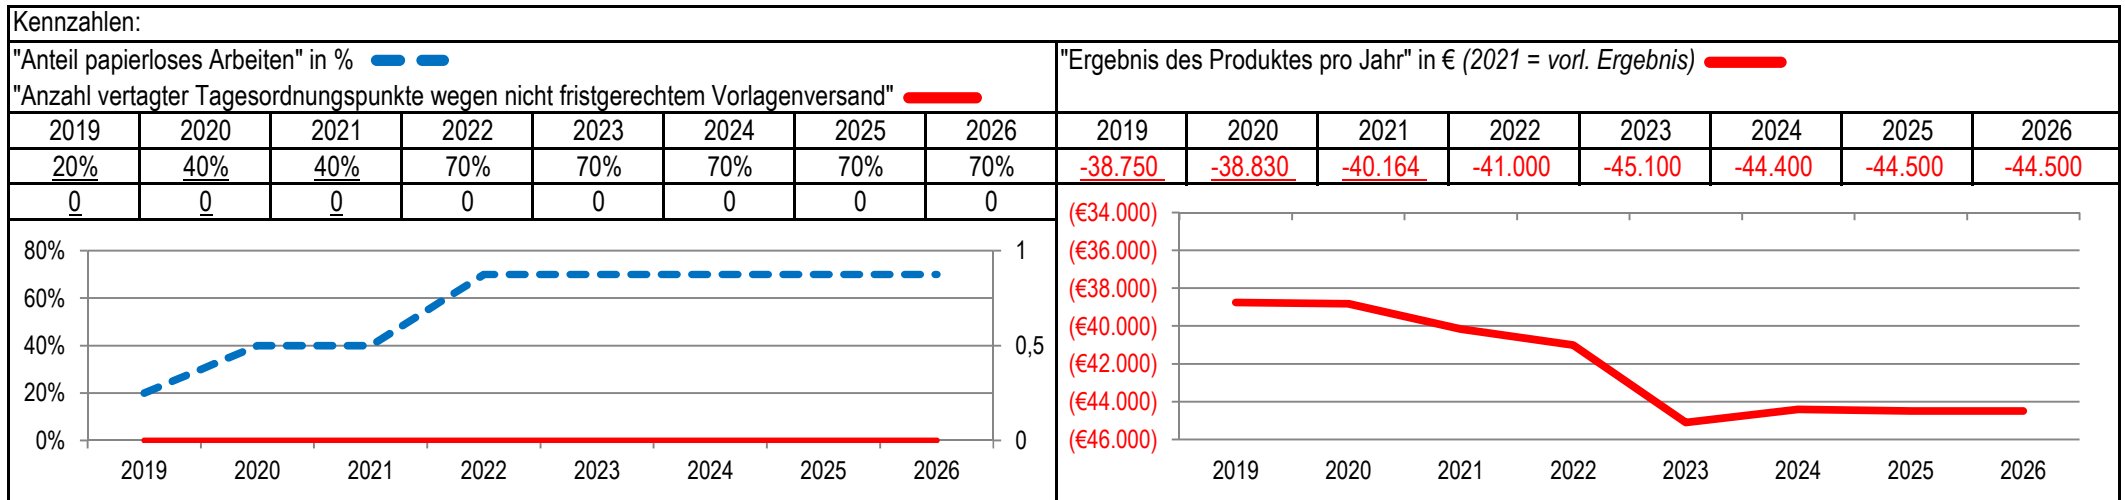 Kennzahlen:
"Anteil papierloses Arbeiten" in %
"Anzahl vertagter Tagesordnungspunkte wegen nicht fristgerechtem Vorlagenversand"
2019 2020 2021 2022 2023 2024 2025 2026
20% 40% 40% 70% 70% 70% 70% 70%
0 0 0 0 0 0 0 0
80%
60%
40%
20%
0%
1
0,5
0
2019 2020 2021 2022 2023 2024 2025 2026
"Ergebnis des Produktes pro Jahr" in € (2021 = vorl. Ergebnis)
2019 2020 2021 2022 2023 2024 2025 2026
-38.750 -38.830 -40.164 -41.000 -45.100 -44.400 -44.500 -44.500
(€34.000)
(€36.000)
(€38.000)
(€40.000)
(€42.000)
(€44.000)
(€46.000)
2019 2020 2021 2022 2023 2024 2025 2026